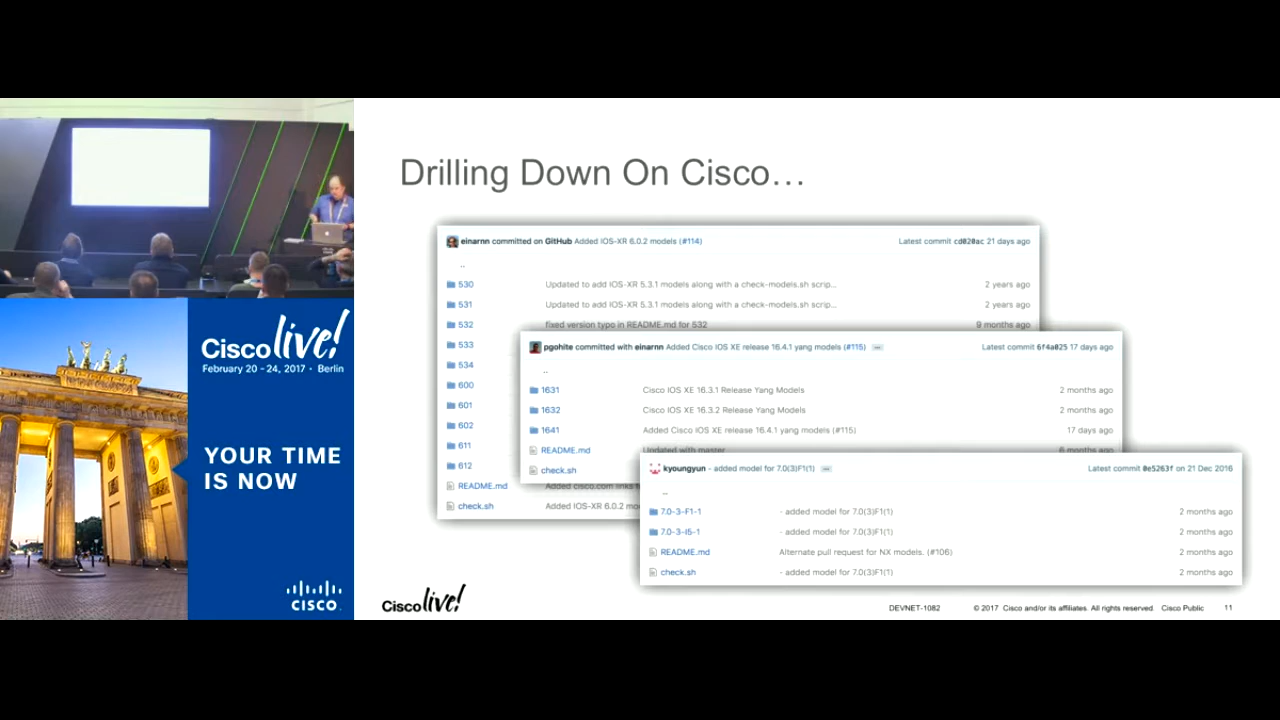 Drilling Down On Cisco...
einarnn committed on GitHub Added IOS-XR 6.0.2 models (#114) Latest commit cd020ac 21 days ago
..
530 Updated to add IOS-XR 5.3.1 models along with a check-models.sh scrip... 2 years ago
531 Updated to add IOS-XR 5.3.1 models along with a check-models.sh scrip... 2 years ago
532 fixed version typo in README.md for 532 9 months ago
533
534
600
601
602
611
612
README.md Added cisco.com links
check.sh Added IOS-XR 6.0.2
pgohite committed with einarnn Added Cisco IOS XE release 16.4.1 yang models (#115) Latest commit 6f4a025 17 days ago
..
1631 Cisco IOS XE 16.3.1 Release Yang Models 2 months ago
1632 Cisco IOS XE 16.3.2 Release Yang Models 2 months ago
1641 Added Cisco IOS XE release 16.4.1 yang models (#115) 17 days ago
README.md Updated with master 6 months ago
check.sh
kyoungyun - added model for 7.0(3)F1(1) Latest commit 0e5263f on 21 Dec 2016
..
7.0-3-F1-1 - added model for 7.0(3)F1(1) 2 months ago
7.0-3-I5-1 - added model for 7.0(3)F1(1) 2 months ago
README.md Alternate pull request for NX models. (#106) 2 months ago
check.sh - added model for 7.0(3)F1(1) 2 months ago
Cisco live!
February 20 - 24, 2017 • Berlin
YOUR TIME
IS NOW
CISCO.
Cisco live!
DEVNET-1082 © 2017 Cisco and/or its affiliates. All rights reserved. Cisco Public 11